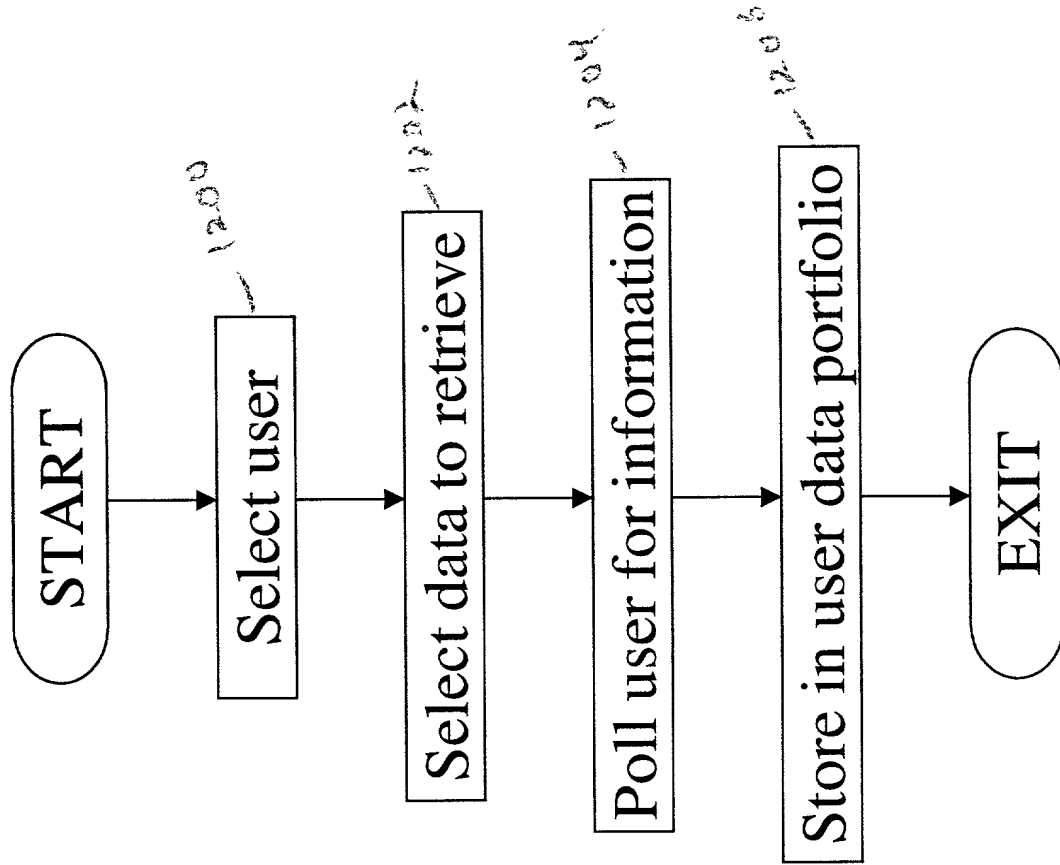 START
Select user
1200
Select data to retrieve
1202
Poll user for information
1204
Store in user data portfolio
EXIT